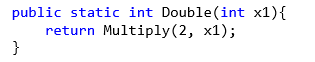 public static int Double(int x1){
    return Multiply(2, x1);
}